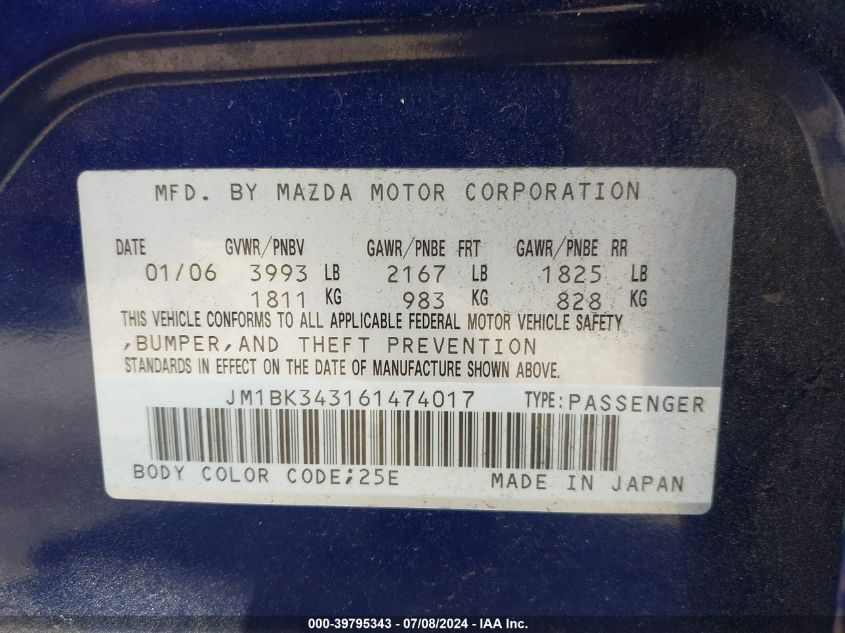 MFD. BY MAZDA MOTOR CORPORATION
DATE GVWR/PNBV GAWR/PNBE FRT GAWR/PNBE RR
01/06 3993 LB 2167 LB 1825 LB
1811 KG 983 KG 828 KG
THIS VEHICLE CONFORMS TO ALL APPLICABLE FEDERAL MOTOR VEHICLE SAFETY
,BUMPER,AND THEFT PREVENTION
STANDARDS IN EFFECT ON THE DATE OF MANUFACTURE SHOWN ABOVE.
JM1BK343161474017 TYPE:PASSENGER
BODY COLOR CODE;25E MADE IN JAPAN
000-39795343 - 07/08/2024 - IAA Inc.